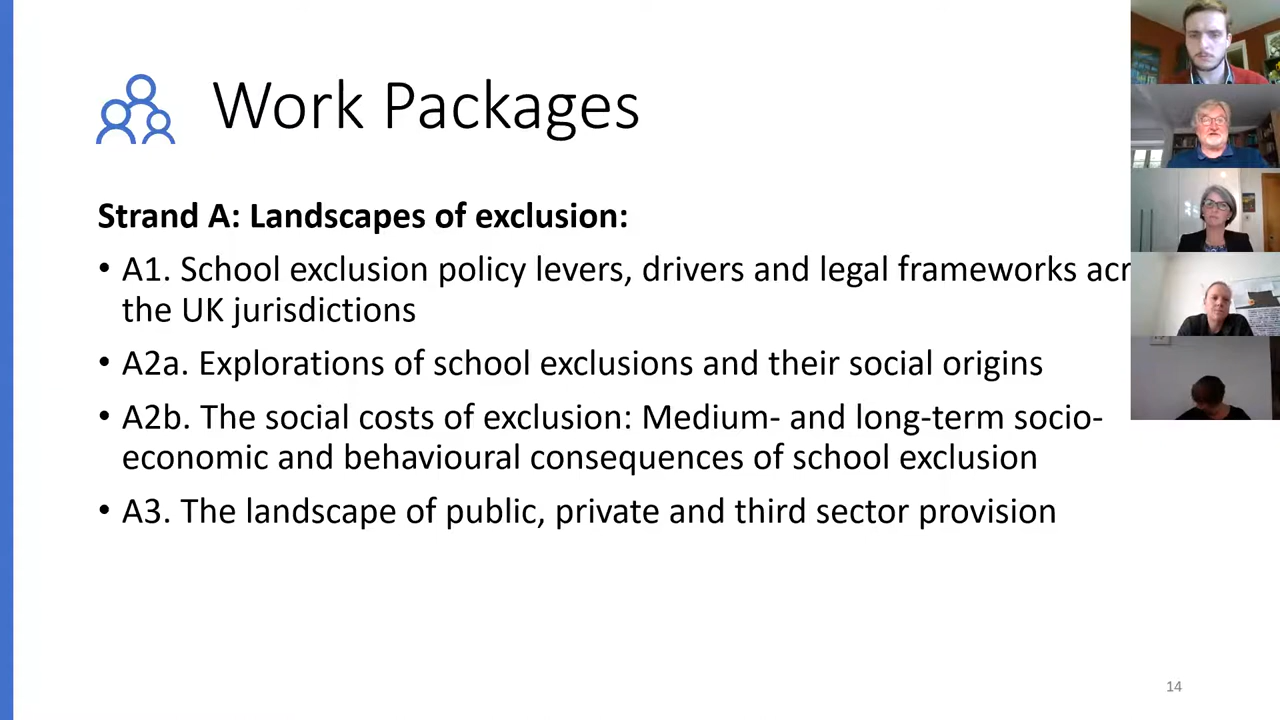 Work Packages
Strand A: Landscapes of exclusion:
• A1. School exclusion policy levers, drivers and legal frameworks acr
the UK jurisdictions
• A2a. Explorations of school exclusions and their social origins
• A2b. The social costs of exclusion: Medium- and long-term socio-
economic and behavioural consequences of school exclusion
• A3. The landscape of public, private and third sector provision
14